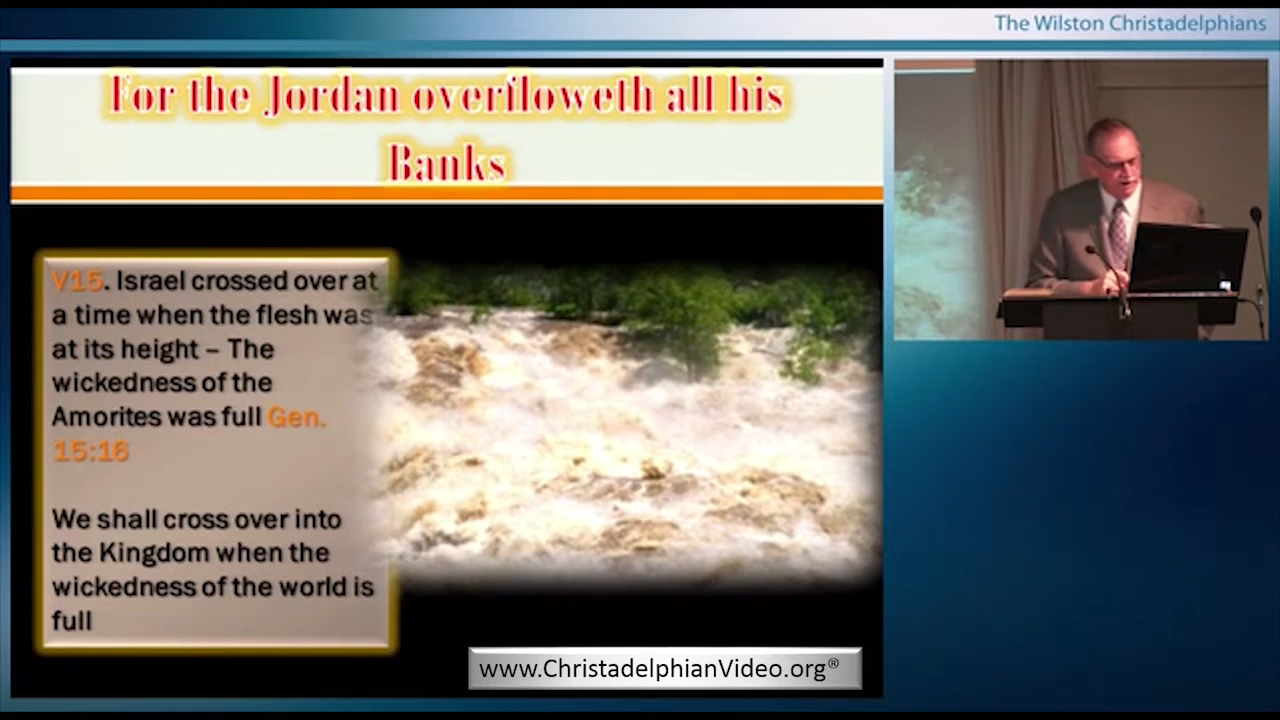 The Wilston Christadelphians
For the Jordan overfloweth all his
Banks
V15. Israel crossed over at
a time when the flesh was
at its height – The
wickedness of the
Amorites was full Gen.
15:16
We shall cross over into
the Kingdom when the
wickedness of the world is
full
www.ChristadelphianVideo.org®